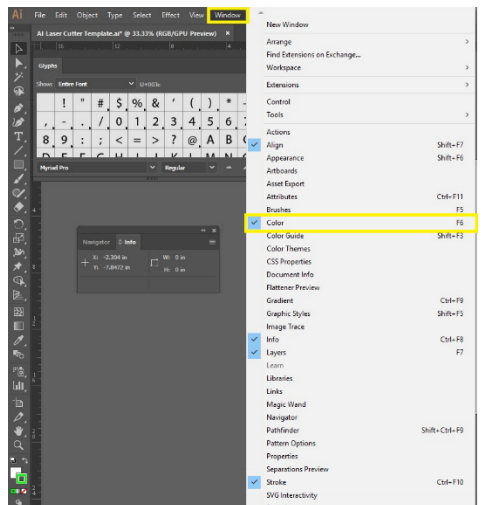 Ai File Edit Object Type Select Effect View Window
AI Laser Cutter Template.ai* @ 33.33% (RGB/GPU Preview) ×
Glyphs
Show: Entire Font U+003s
! " # $ % & ' ( ) *
, - . / 0 1 2 3 4 5 6
8 9 : ; < = > ? @ A B
Myriad Pro Regular
Navigator Info
X: -2.304 in W: 0 in
Y: -7.8472 in H: 0 in
New Window
Arrange
Find Extensions on Exchange...
Workspace
Extensions
Control
Tools
Actions
Align Shift+F7
Appearance Shift+F6
Artboards
Asset Export
Attributes Ctrl+F11
Brushes F5
Color F6
Color Guide Shift+F3
Color Themes
CSS Properties
Document Info
Flattener Preview
Gradient Ctrl+F9
Graphic Styles Shift+F5
Image Trace
Info Ctrl+F8
Layers F7
Learn
Libraries
Links
Magic Wand
Navigator
Pathfinder Shift+Ctrl+F9
Pattern Options
Properties
Separations Preview
Stroke Ctrl+F10
SVG Interactivity